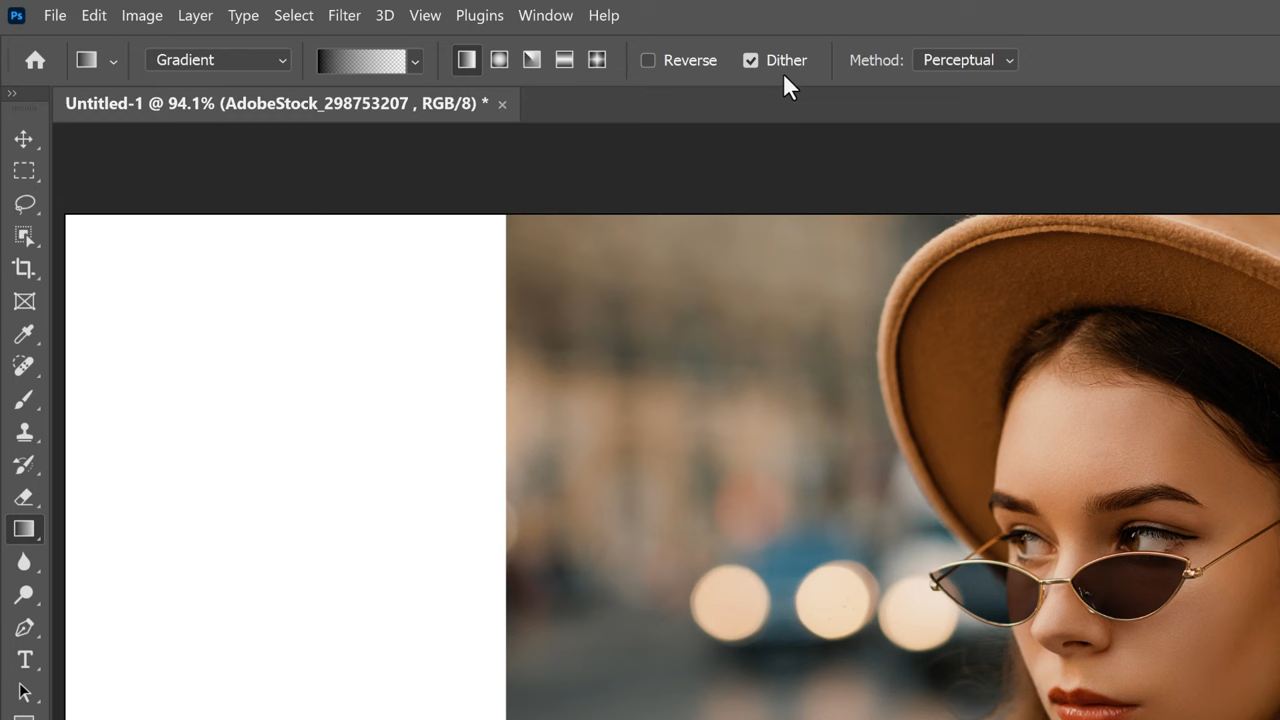 Ps File Edit Image Layer Type Select Filter 3D View Plugins Window Help
Gradient Reverse Dither Method: Perceptual
Untitled-1 @ 94.1% (AdobeStock_298753207 , RGB/8) *
T